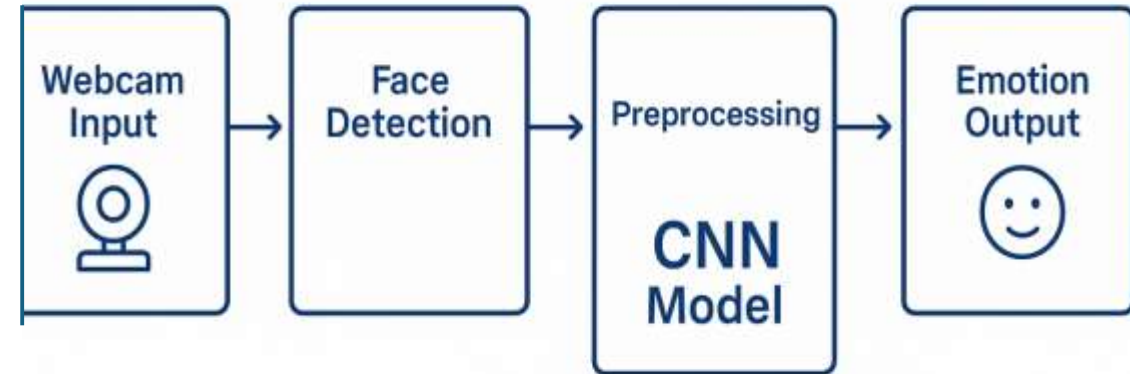 Webcam
Input
Face
Detection
Preprocessing
CNN
Model
Emotion
Output